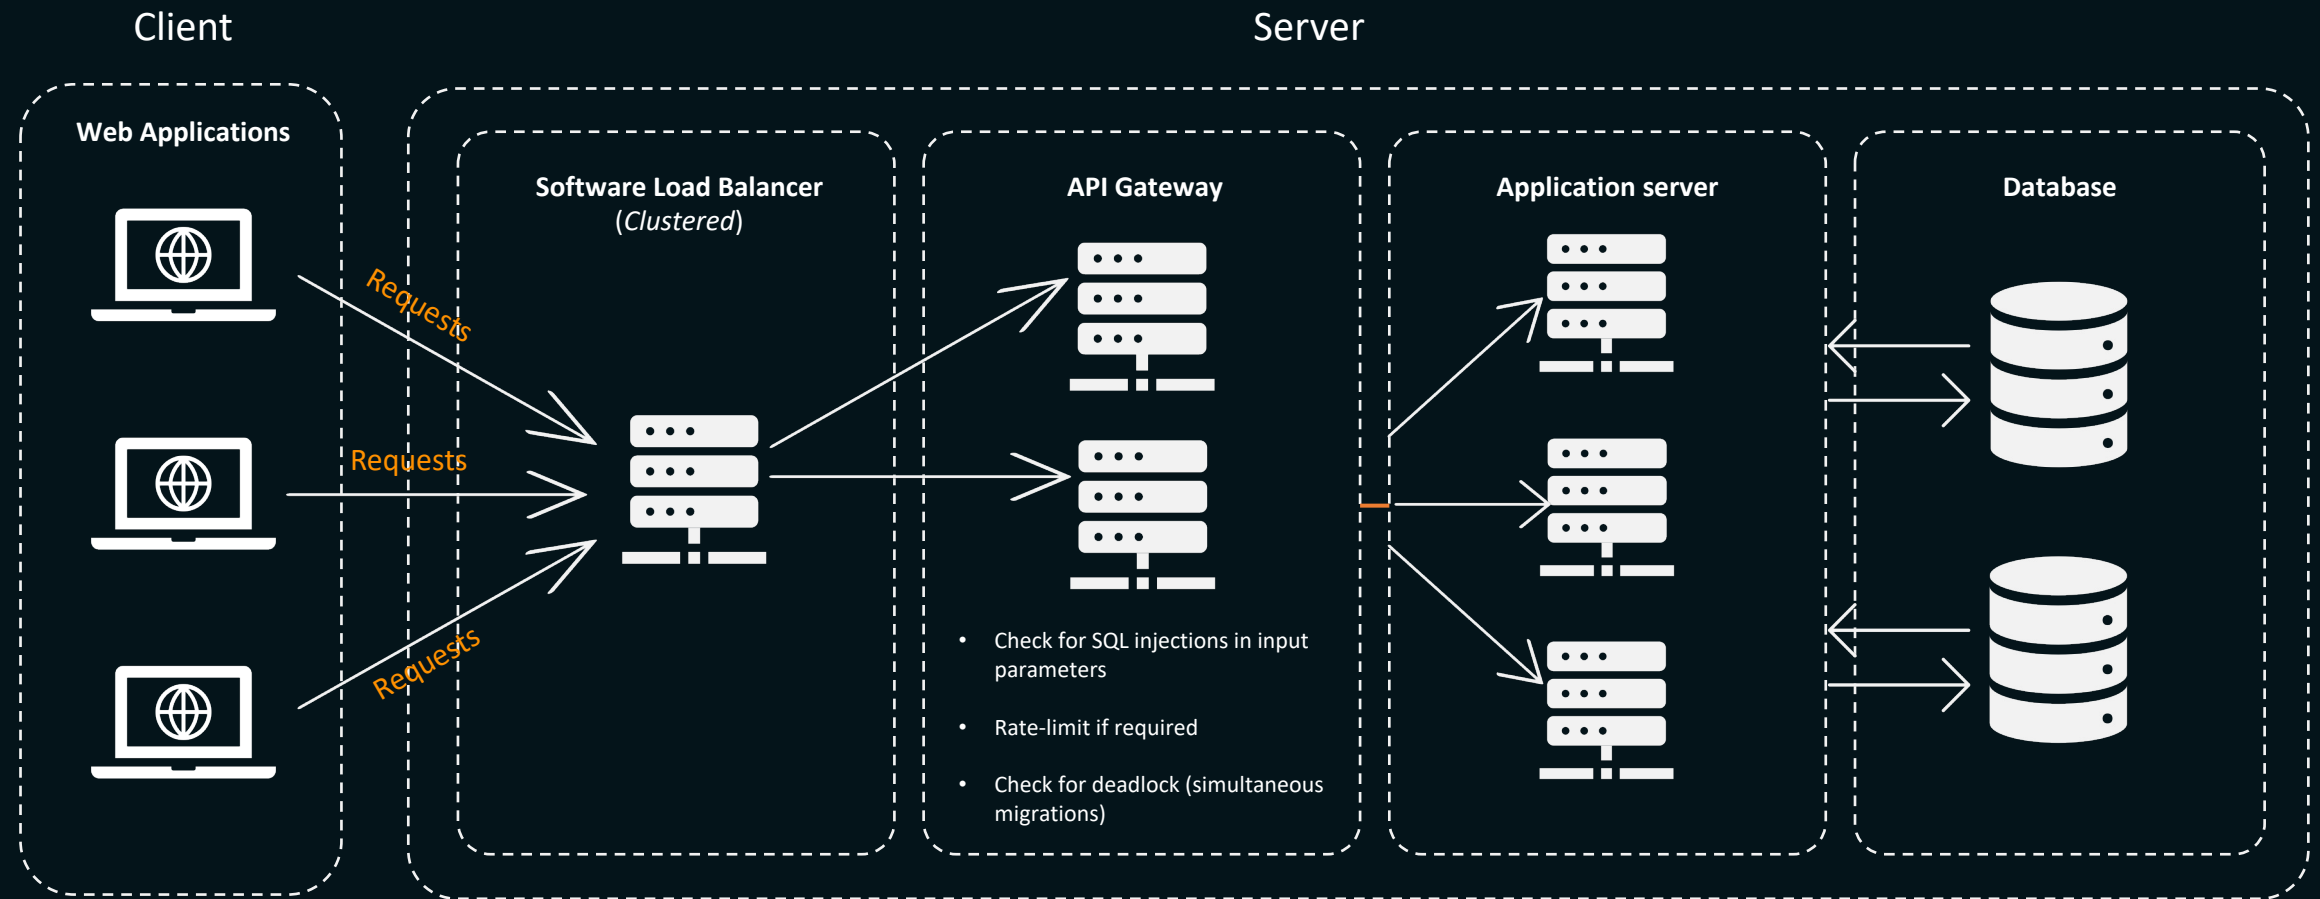 Client
Server
Web Applications
Requests
Requests
Requests
Software Load Balancer
(Clustered)
API Gateway
• Check for SQL injections in input
parameters
• Rate-limit if required
• Check for deadlock (simultaneous
migrations)
Application server
Database